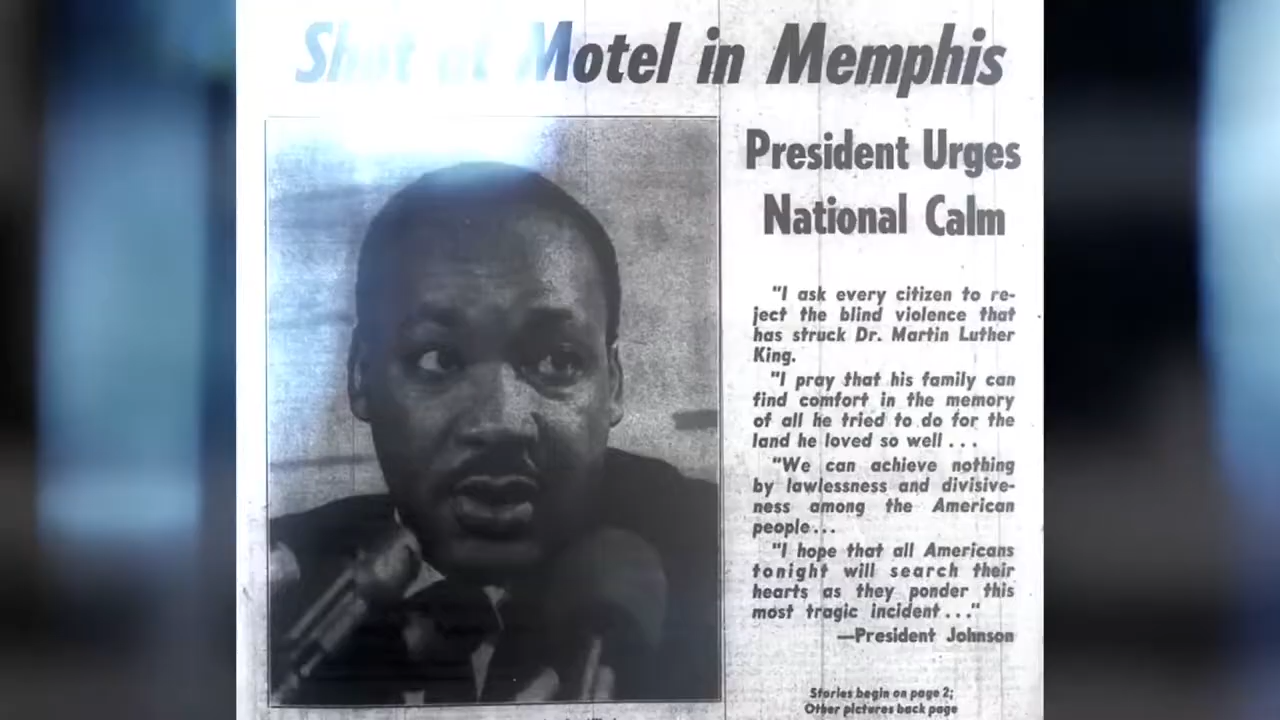 Shot at Motel in Memphis
President Urges
National Calm
"I ask every citizen to re-
ject the blind violence that
has struck Dr. Martin Luther
King.
"I pray that his family can
find comfort in the memory
of all he tried to do for the
land he loved so well . . .
"We can achieve nothing
by lawlessness and divisive-
ness among the American
people . . .
"I hope that all Americans
tonight will search their
hearts as they ponder this
most tragic incident . . ."
—President Johnson
Stories begin on page 2;
Other pictures back page